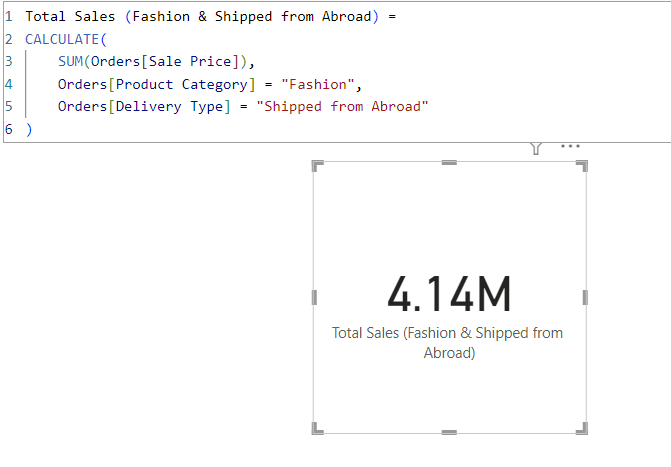 1 Total Sales (Fashion & Shipped from Abroad) =
2 CALCULATE(
3     SUM(Orders[Sale Price]),
4     Orders[Product Category] = "Fashion",
5     Orders[Delivery Type] = "Shipped from Abroad"
6 )
4.14M
Total Sales (Fashion & Shipped from
Abroad)